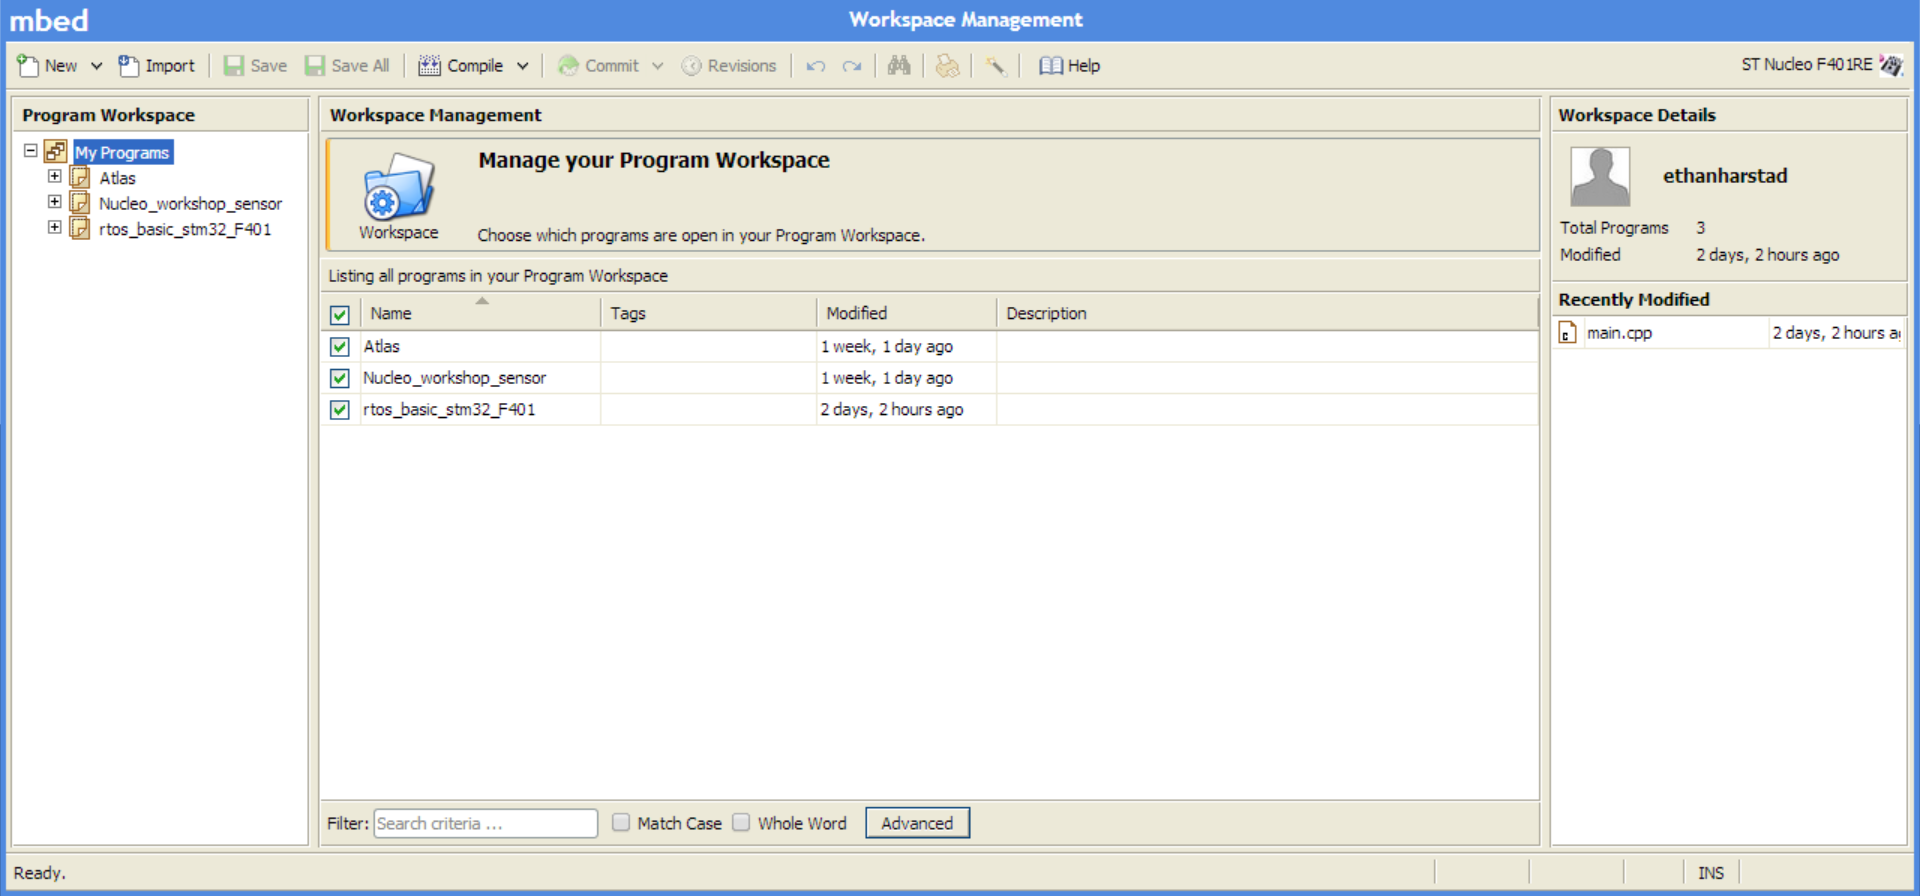 mbed
Workspace Management
New Import Save Save All Compile Commit Revisions Help
ST Nucleo F401RE
Program Workspace
My Programs
Atlas
Nucleo_workshop_sensor
rtos_basic_stm32_F401
Workspace Management
Manage your Program Workspace
Workspace
Choose which programs are open in your Program Workspace.
Listing all programs in your Program Workspace
Name Tags Modified Description
Atlas 1 week, 1 day ago
Nucleo_workshop_sensor 1 week, 1 day ago
rtos_basic_stm32_F401 2 days, 2 hours ago
Filter: Search criteria ... Match Case Whole Word Advanced
Workspace Details
ethanharstad
Total Programs 3
Modified 2 days, 2 hours ago
Recently Modified
main.cpp 2 days, 2 hours a
Ready.
INS